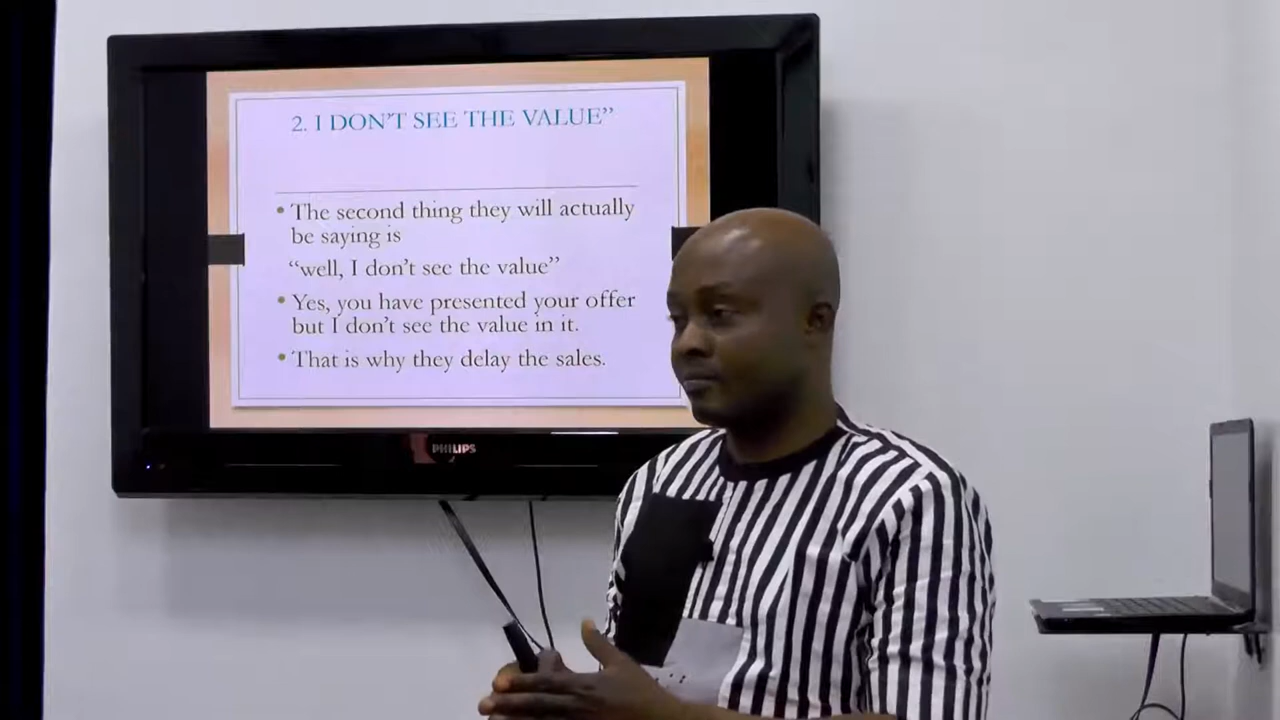 2. I DON'T SEE THE VALUE”
• The second thing they will actually
be saying is
“well, I don't see the value”
• Yes, you have presented your offer
but I don't see the value in it.
• That is why they delay the sales.
PHILIPS